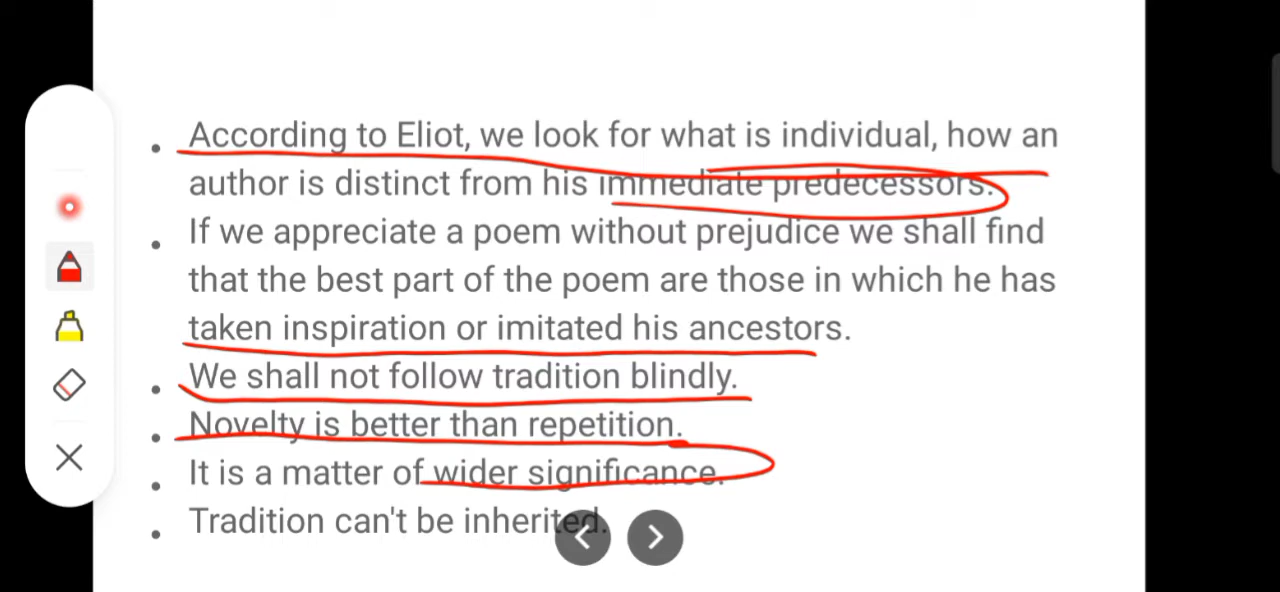 According to Eliot, we look for what is individual, how an
author is distinct from his immediate predecessors.
If we appreciate a poem without prejudice we shall find
that the best part of the poem are those in which he has
taken inspiration or imitated his ancestors.
We shall not follow tradition blindly.
Novelty is better than repetition.
It is a matter of wider significance.
Tradition can't be inherited.